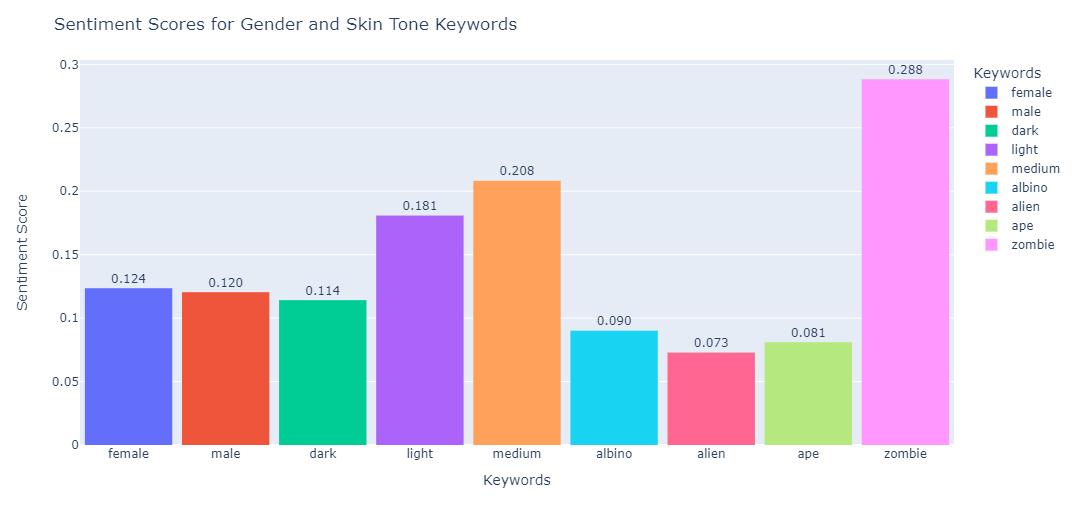 Sentiment Scores for Gender and Skin Tone Keywords
Sentiment Score
0.3
0.25
0.2
0.15
0.1
0.05
0
0.124
0.120
0.114
0.181
0.208
0.090
0.073
0.081
0.288
female
male
dark
light
medium
albino
alien
ape
zombie
Keywords
Keywords
female
male
dark
light
medium
albino
alien
ape
zombie